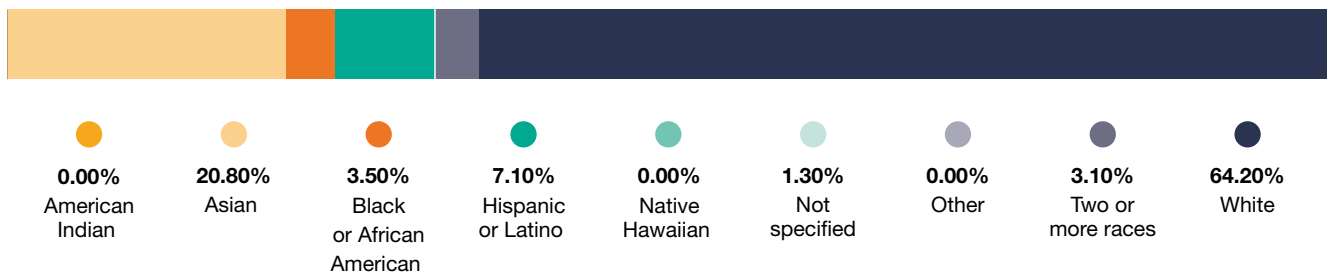 0.00%
American
Indian
20.80%
Asian
3.50%
Black
or African
American
7.10%
Hispanic
or Latino
0.00%
Native
Hawaiian
1.30%
Not
specified
0.00%
Other
3.10%
Two or
more races
64.20%
White